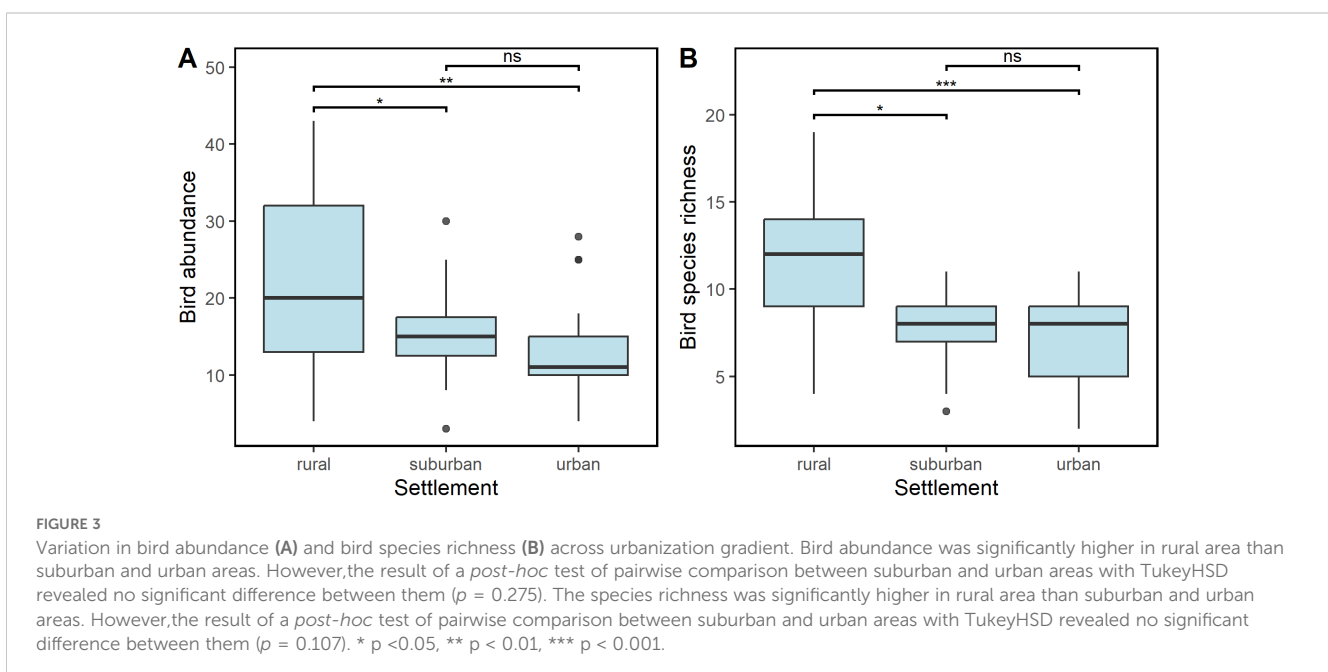 A
B
ns
**
*
50
40
30
20
10
Bird abundance
rural suburban urban
Settlement
ns
***
*
20
15
10
5
Bird species richness
rural suburban urban
Settlement
FIGURE 3
Variation in bird abundance (A) and bird species richness (B) across urbanization gradient. Bird abundance was significantly higher in rural area than
suburban and urban areas. However,the result of a post-hoc test of pairwise comparison between suburban and urban areas with TukeyHSD
revealed no significant difference between them (p = 0.275). The species richness was significantly higher in rural area than suburban and urban
areas. However,the result of a post-hoc test of pairwise comparison between suburban and urban areas with TukeyHSD revealed no significant
difference between them (p = 0.107). * p <0.05, ** p < 0.01, *** p < 0.001.